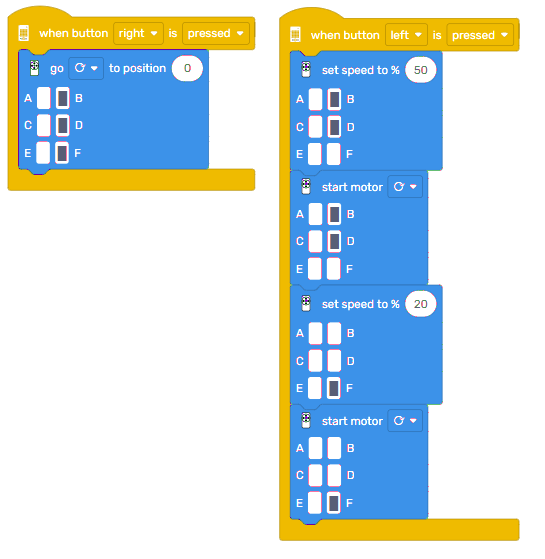 when button right is pressed
go to position 0
A B
C D
E F
when button left is pressed
set speed to % 50
A B
C D
E F
start motor
A B
C D
E F
set speed to % 20
A B
C D
E F
start motor
A B
C D
E F